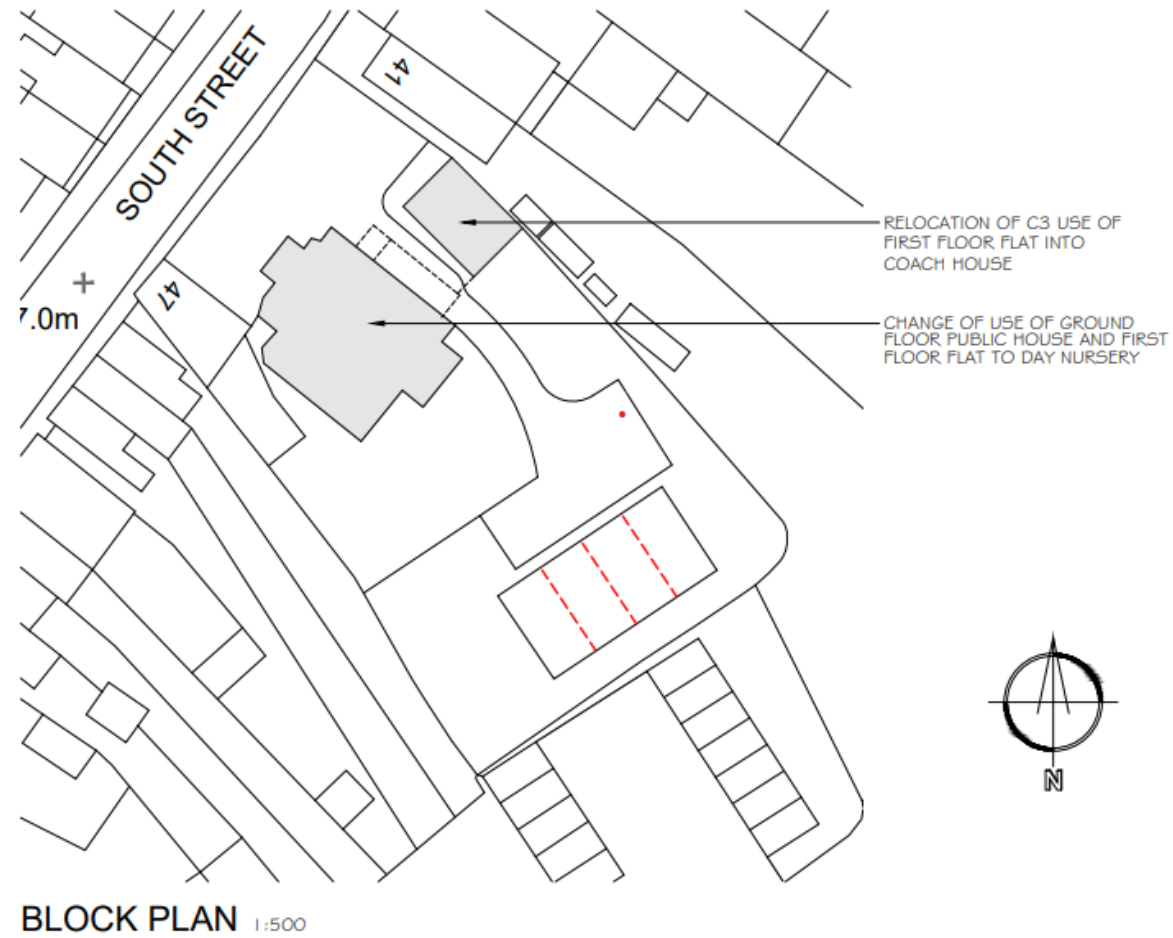 41
SOUTH STREET
RELOCATION OF C3 USE OF
FIRST FLOOR FLAT INTO
COACH HOUSE
47
7.0m
CHANGE OF USE OF GROUND
FLOOR PUBLIC HOUSE AND FIRST
FLOOR FLAT TO DAY NURSERY
N
BLOCK PLAN 1:500